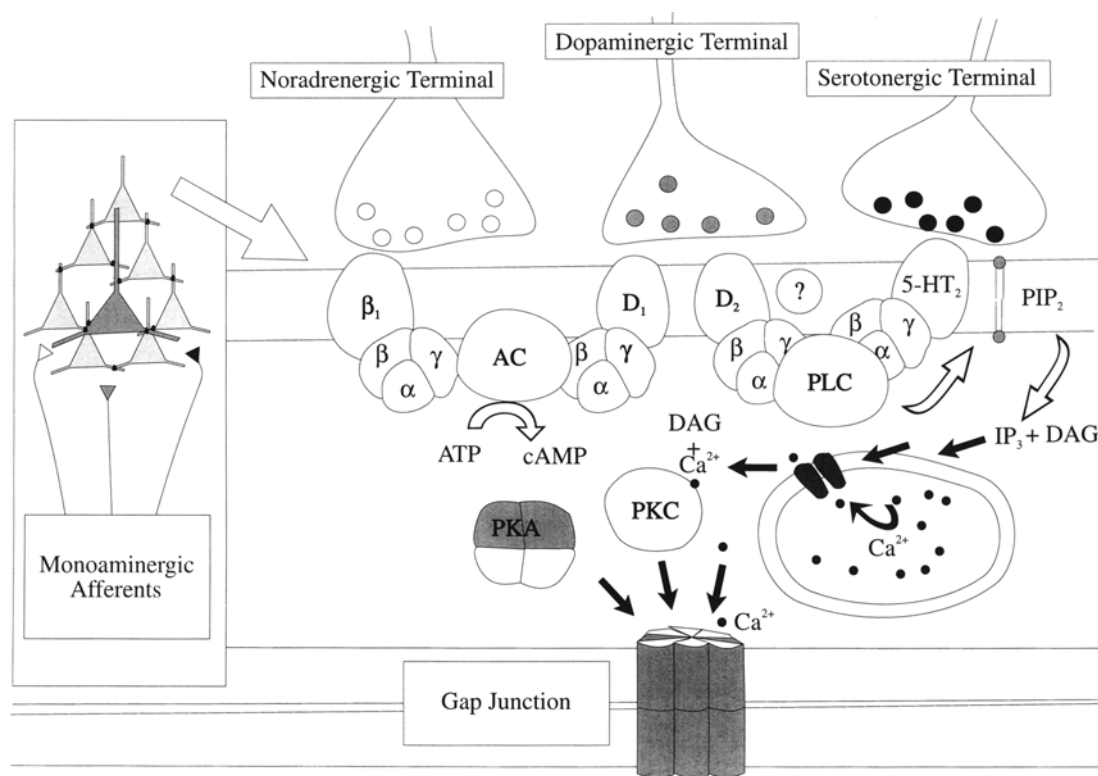 Noradrenergic Terminal
Dopaminergic Terminal
Serotonergic Terminal
β₁
D₁
D₂
?
5-HT₂
PIP₂
β
γ
α
AC
β
γ
α
β
γ
α
PLC
β
γ
α
ATP
cAMP
DAG
+
Ca²⁺
IP₃ + DAG
PKA
PKC
Ca²⁺
Ca²⁺
Monoaminergic
Afferents
Gap Junction